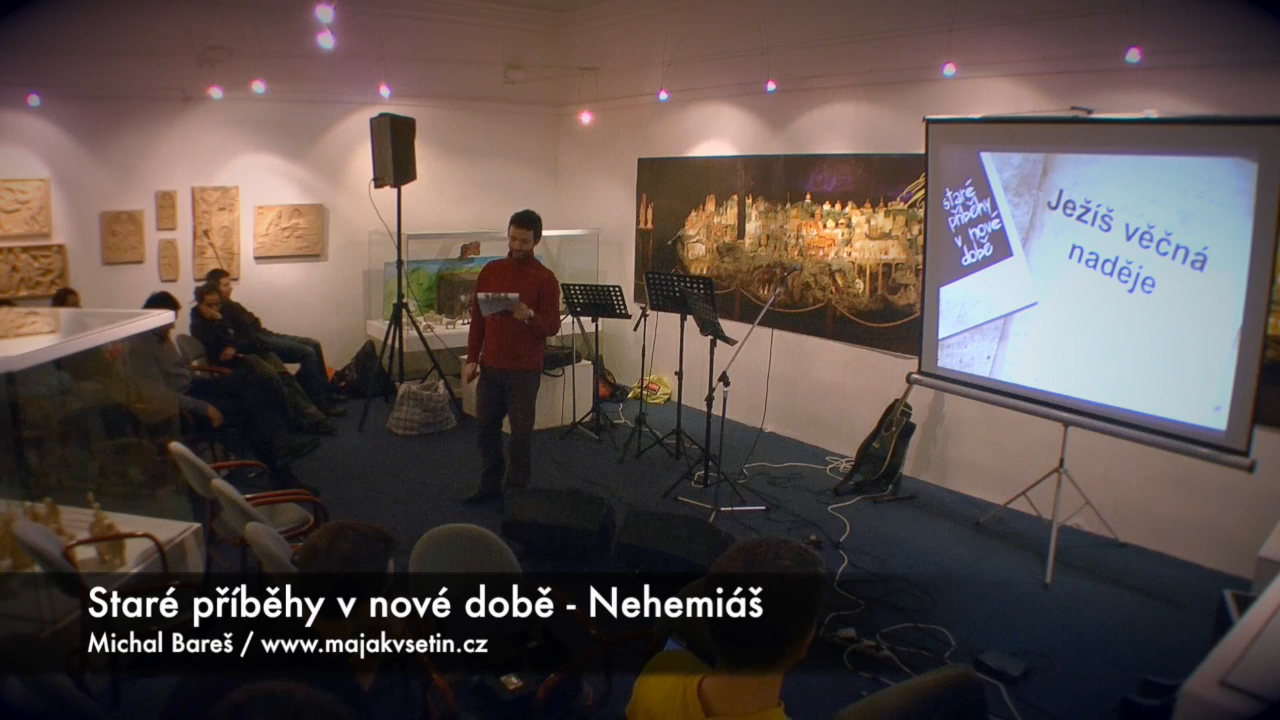 staré
příběhy
v nové
době
Ježíš věčná
naděje
Staré příběhy v nové době - Nehemiáš
Michal Bareš / www.majakvsetin.cz